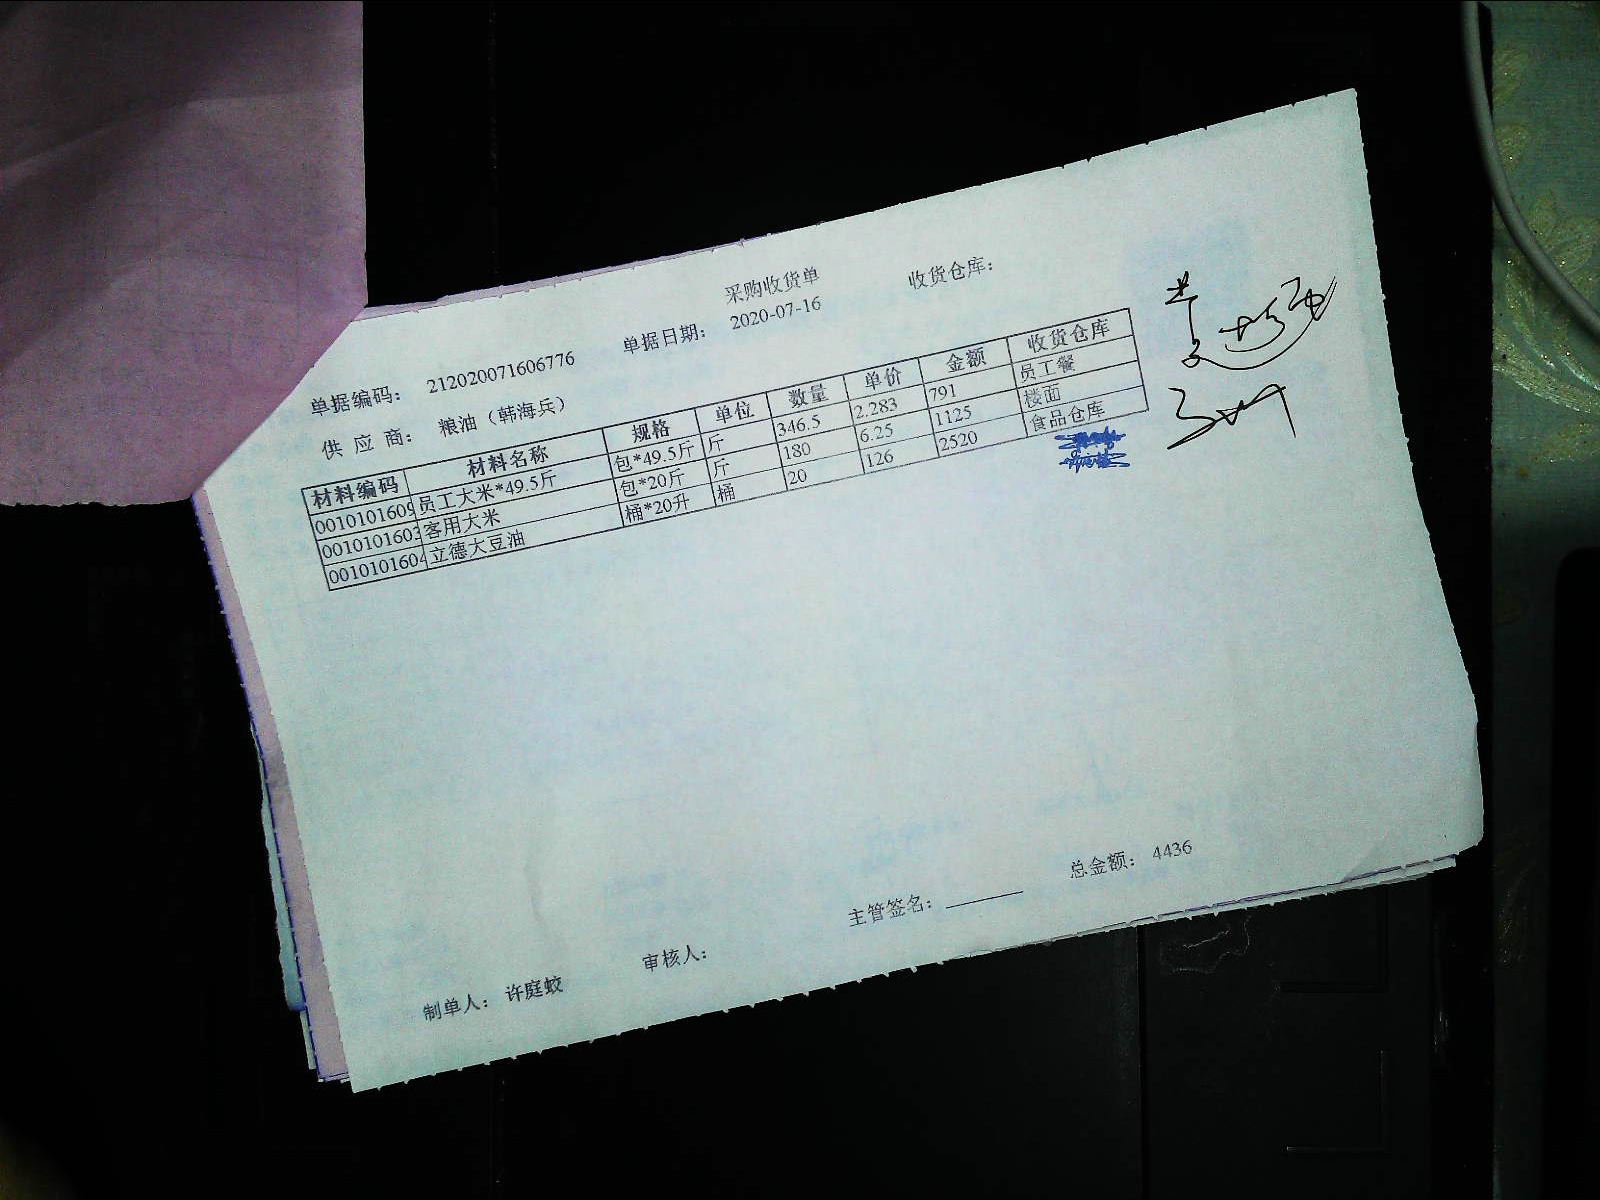 采购收货单
单据编码: 212020071606776 单据日期: 2020-07-16 收货仓库:
供应商: 粮油（韩海兵）
材料编码 材料名称 规格 单位 数量 单价 金额 收货仓库
0010101609 员工大米*49.5斤 包*49.5斤 斤 346.5 2.283 791 员工餐
0010101603 客用大米 包*20斤 斤 180 6.25 1125 楼面
0010101604 立德大豆油 桶*20升 桶 20 126 2520 食品仓库
总金额: 4436
制单人: 许庭蛟 审核人: 主管签名: